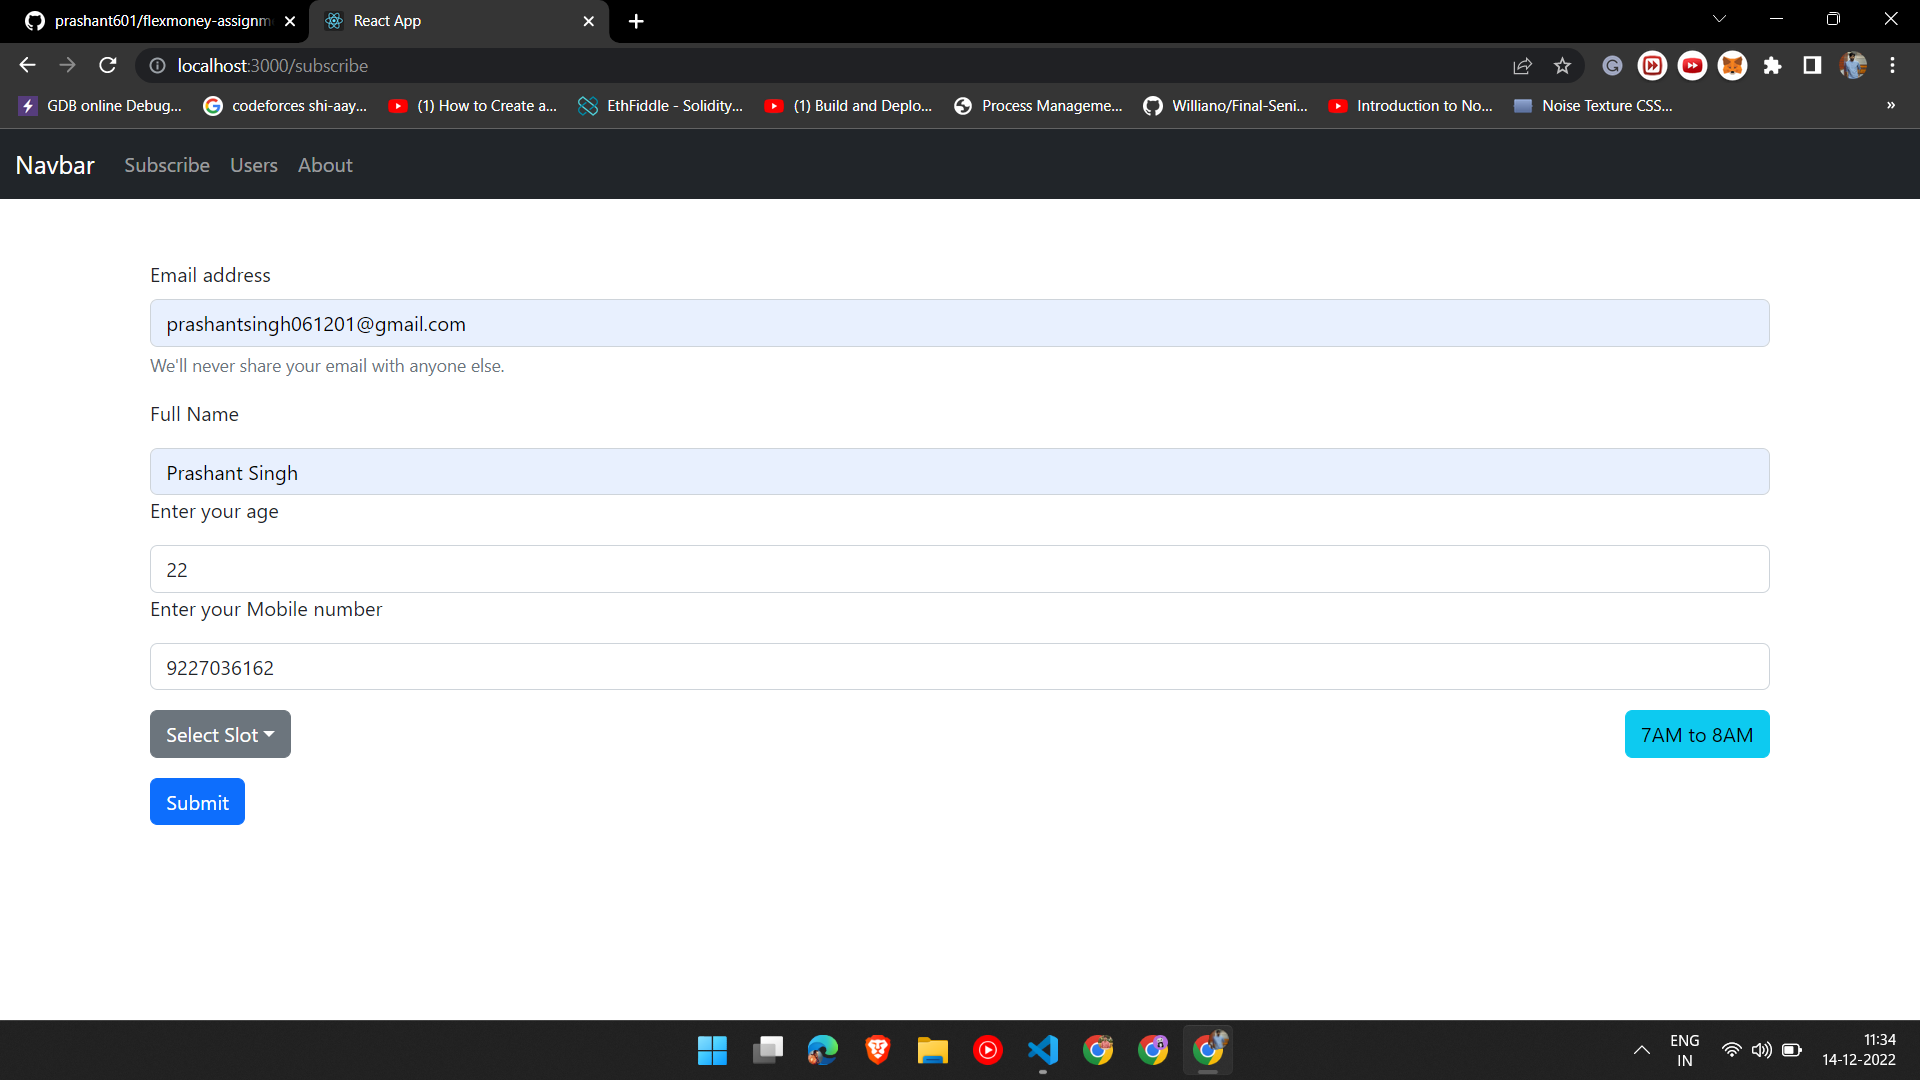 prashant601/flexmoney-assignm
React App
localhost:3000/subscribe
GDB online Debug...
codeforces shi-aay...
(1) How to Create a...
EthFiddle - Solidity...
(1) Build and Deplo...
Process Manageme...
Williano/Final-Seni...
Introduction to No...
Noise Texture CSS...
»
Navbar
Subscribe
Users
About
Email address
prashantsingh061201@gmail.com
We'll never share your email with anyone else.
Full Name
Prashant Singh
Enter your age
22
Enter your Mobile number
9227036162
Select Slot
7AM to 8AM
Submit
ENG
IN
11:34
14-12-2022